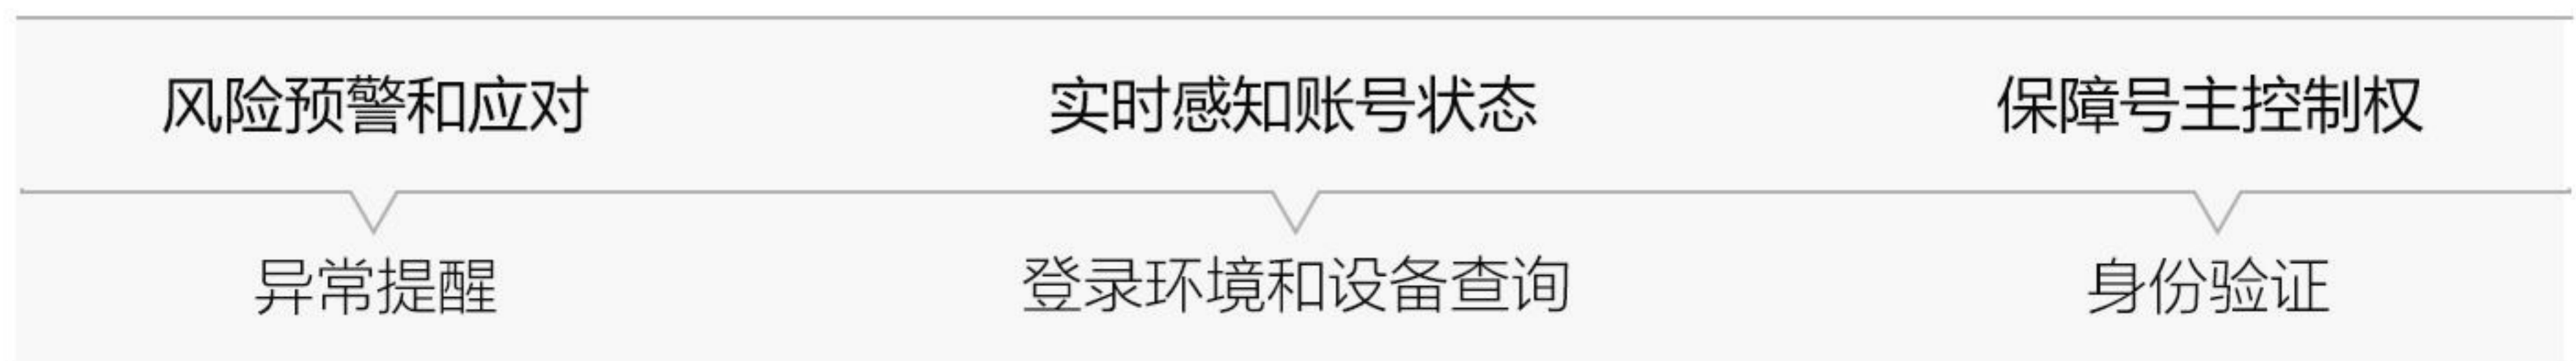 风险预警和应对 实时感知账号状态 保障号主控制权
异常提醒 登录环境和设备查询 身份验证